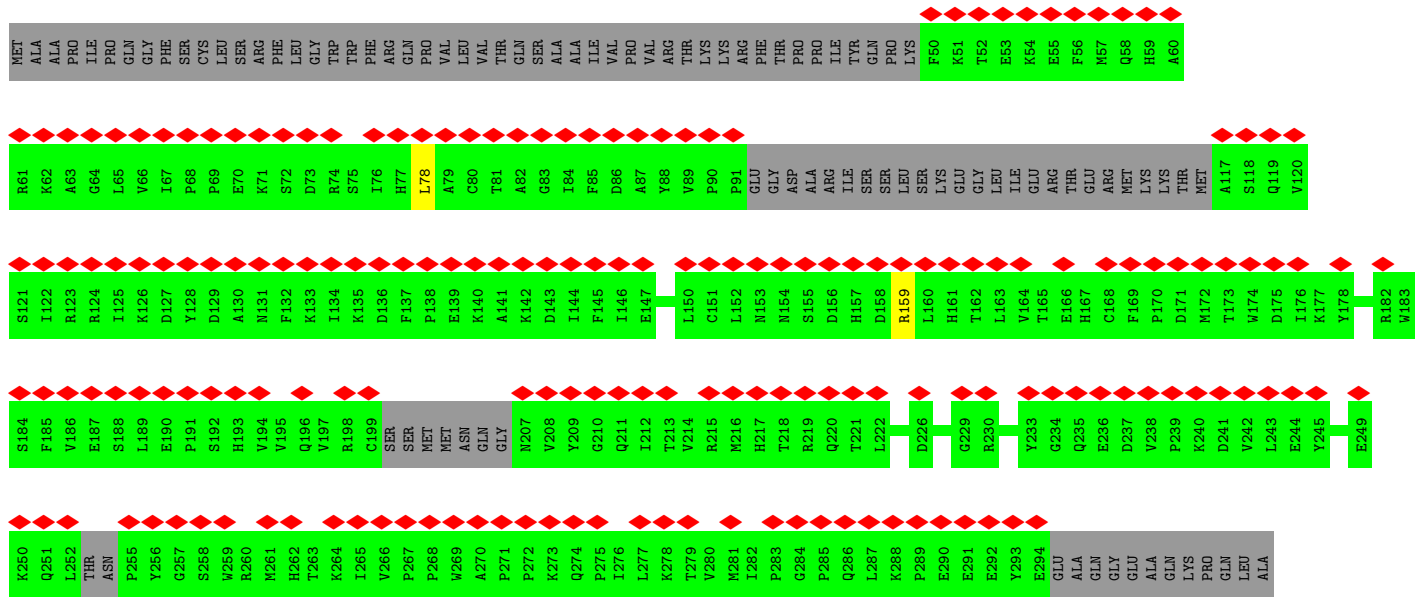 MET ALA ALA PRO ILE PRO GLN GLY PHE SER CYS LEU SER ARG PHE LEU GLY TRP TRP PHE ARG GLN PRO VAL LEU VAL THR GLN SER ALA ALA ILE VAL PRO VAL ARG THR LYS LYS ARG PHE THR PRO PRO ILE TYR GLN PRO LYS F50 K51 T52 E53 K54 E55 F56 M57 Q58 H59 A60
R61 K62 A63 G64 L65 V66 I67 P68 P69 E70 K71 S72 D73 R74 S75 I76 H77 L78 A79 C80 T81 A82 G83 I84 F85 D86 A87 Y88 V89 P90 P91 GLU GLY ASP ALA ARG ILE SER SER LEU SER LYS GLU GLY LEU ILE GLU ARG THR GLU ARG MET LYS LYS THR MET A117 S118 Q119 V120
S121 I122 R123 R124 I125 K126 D127 Y128 D129 A130 N131 F132 K133 I134 K135 D136 F137 P138 E139 K140 A141 K142 D143 I144 F145 I146 E147 L150 C151 L152 N153 N154 S155 D156 H157 D158 R159 L160 H161 T162 L163 V164 T165 E166 H167 C168 F169 P170 D171 M172 T173 W174 D175 I176 K177 Y178 R182 W183
S184 F185 V186 E187 S188 L189 E190 P191 S192 H193 V194 V195 Q196 V197 R198 C199 SER SER MET MET ASN GLN GLY N207 V208 Y209 G210 Q211 I212 T213 V214 R215 M216 H217 T218 R219 Q220 T221 L222 D226 G229 R230 Y233 G234 Q235 E236 D237 V238 P239 K240 D241 V242 L243 E244 Y245 E249
K250 Q251 L252 THR ASN P255 Y256 G257 S258 W259 R260 M261 H262 T263 K264 I265 V266 P267 P268 W269 A270 P271 P272 K273 Q274 P275 I276 L277 K278 T279 V280 M281 I282 P283 G284 P285 Q286 L287 K288 P289 E290 E291 E292 Y293 E294 GLU ALA GLN GLY GLU ALA GLN LYS PRO GLN LEU ALA